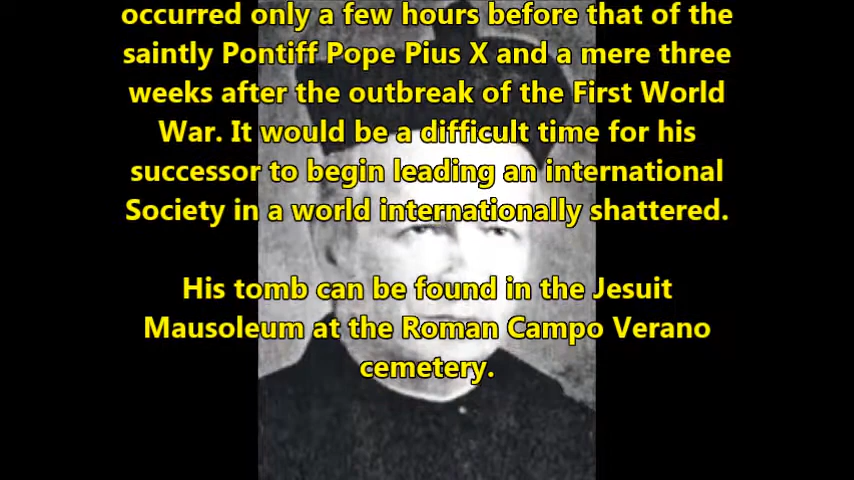 occurred only a few hours before that of the
saintly Pontiff Pope Pius X and a mere three
weeks after the outbreak of the First World
War. It would be a difficult time for his
successor to begin leading an international
Society in a world internationally shattered.
His tomb can be found in the Jesuit
Mausoleum at the Roman Campo Verano
cemetery.